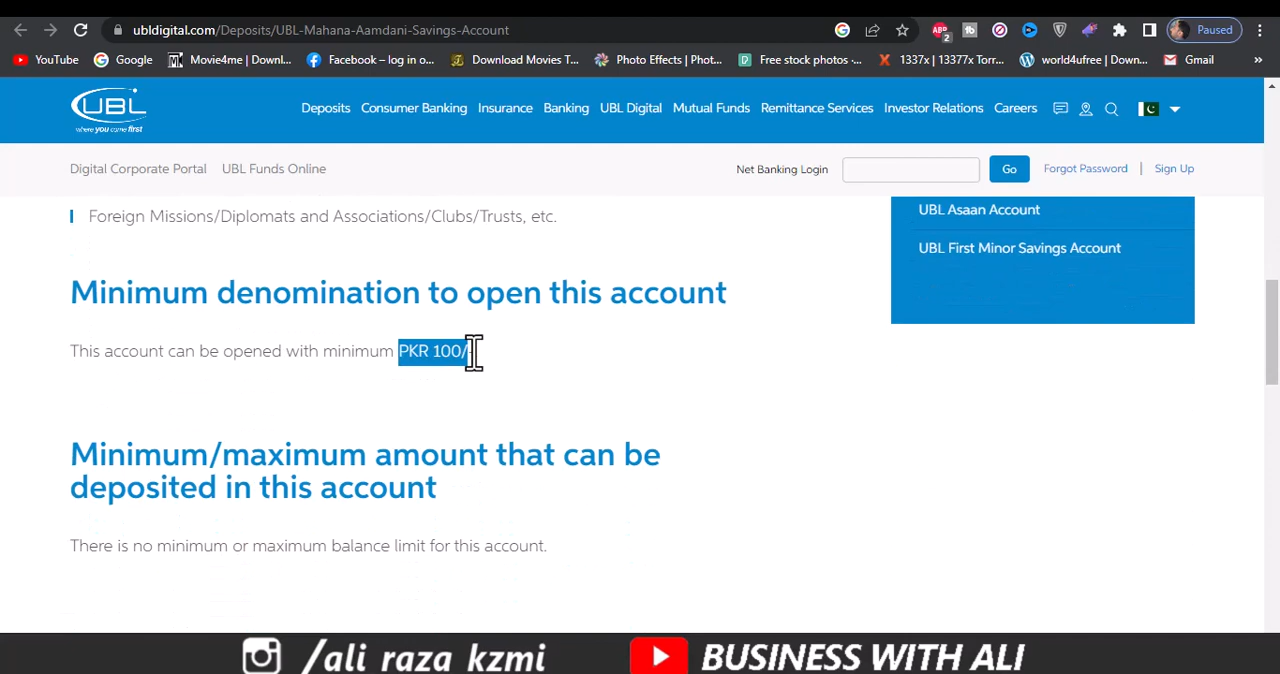 ubldigital.com/Deposits/UBL-Mahana-Aamdani-Savings-Account
ABP
2
Paused
YouTube
Google
Movie4me | Downl...
Facebook – log in o...
Download Movies T...
Photo Effects | Phot...
Free stock photos ·...
1337x | 13377x Torr...
world4ufree | Down...
Gmail
»
UBL
where you come first
Deposits
Consumer Banking
Insurance
Banking
UBL Digital
Mutual Funds
Remittance Services
Investor Relations
Careers
Digital Corporate Portal
UBL Funds Online
Net Banking Login
Go
Forgot Password
|
Sign Up
Foreign Missions/Diplomats and Associations/Clubs/Trusts, etc.
UBL Asaan Account
UBL First Minor Savings Account
Minimum denomination to open this account
This account can be opened with minimum PKR 100/-
Minimum/maximum amount that can be
deposited in this account
There is no minimum or maximum balance limit for this account.
/ali raza kzmi
BUSINESS WITH ALI